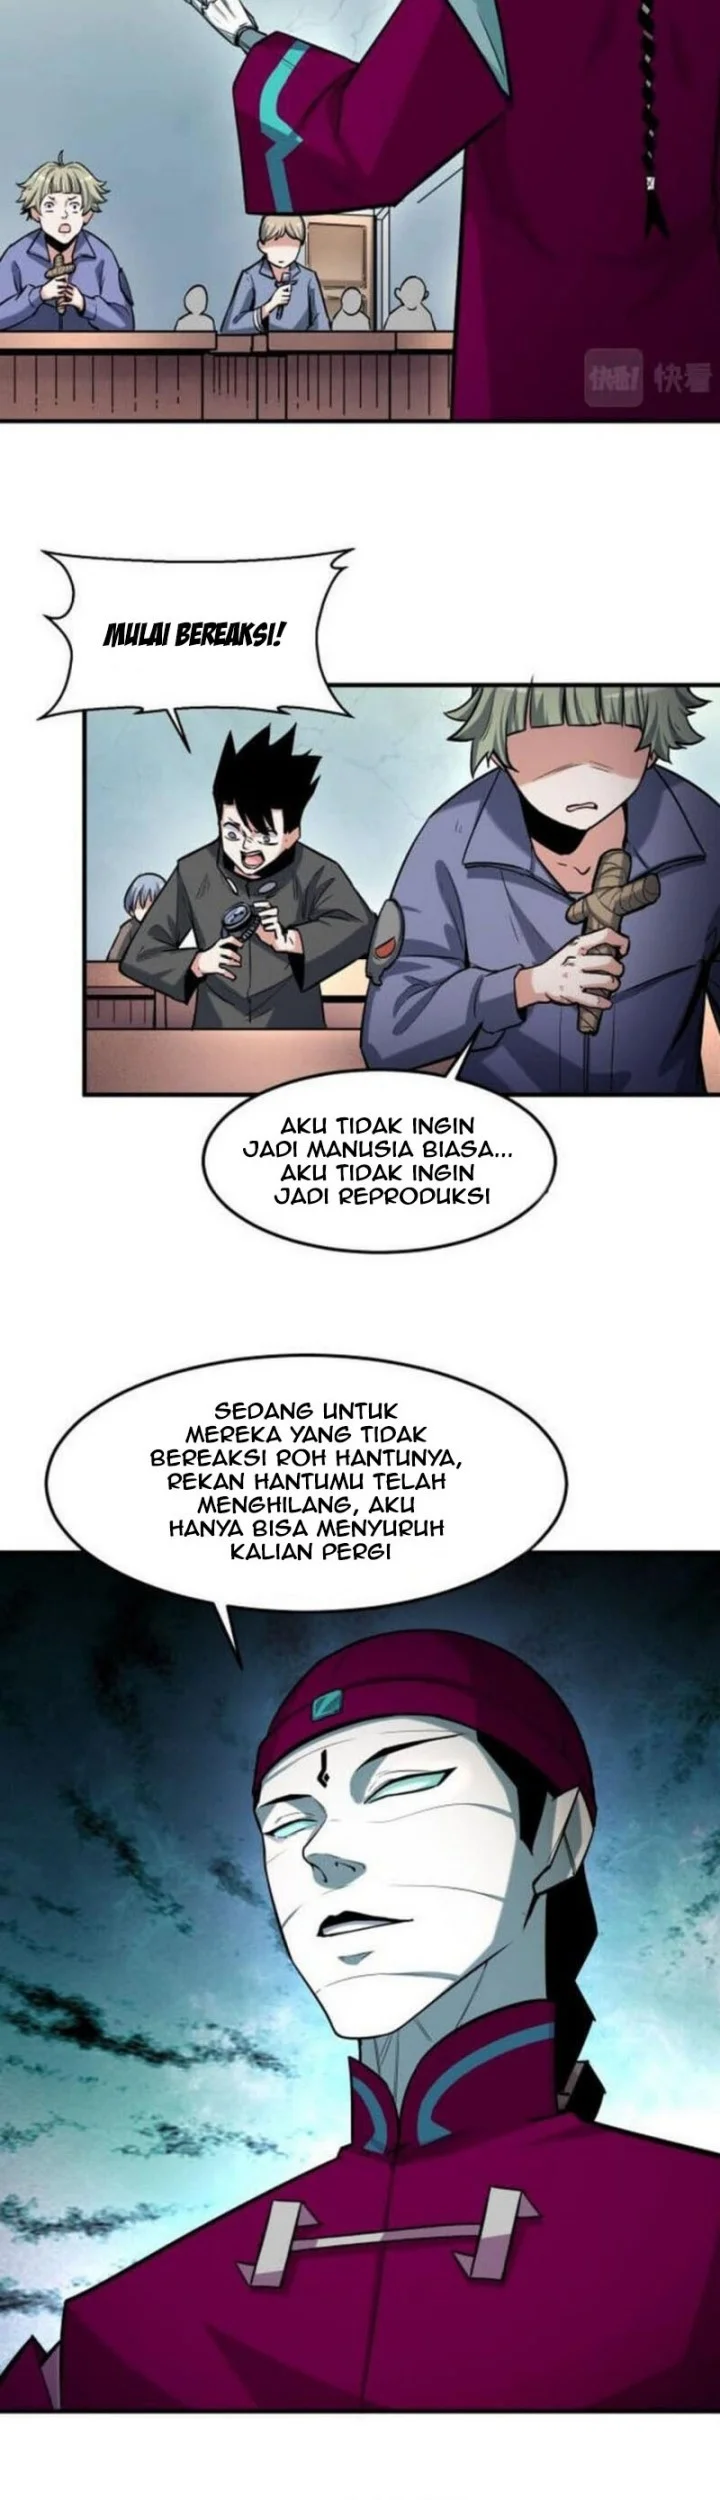 快看! 快看
MULAI BEREAKSI!
AKU TIDAK INGIN
JADI MANUSIA BIASA...
AKU TIDAK INGIN
JADI REPRODUKSI
SEDANG UNTUK
MEREKA YANG TIDAK
BEREAKSI ROH HANTUNYA,
REKAN HANTUMU TELAH
MENGHILANG, AKU
HANYA BISA MENYURUH
KALIAN PERGI